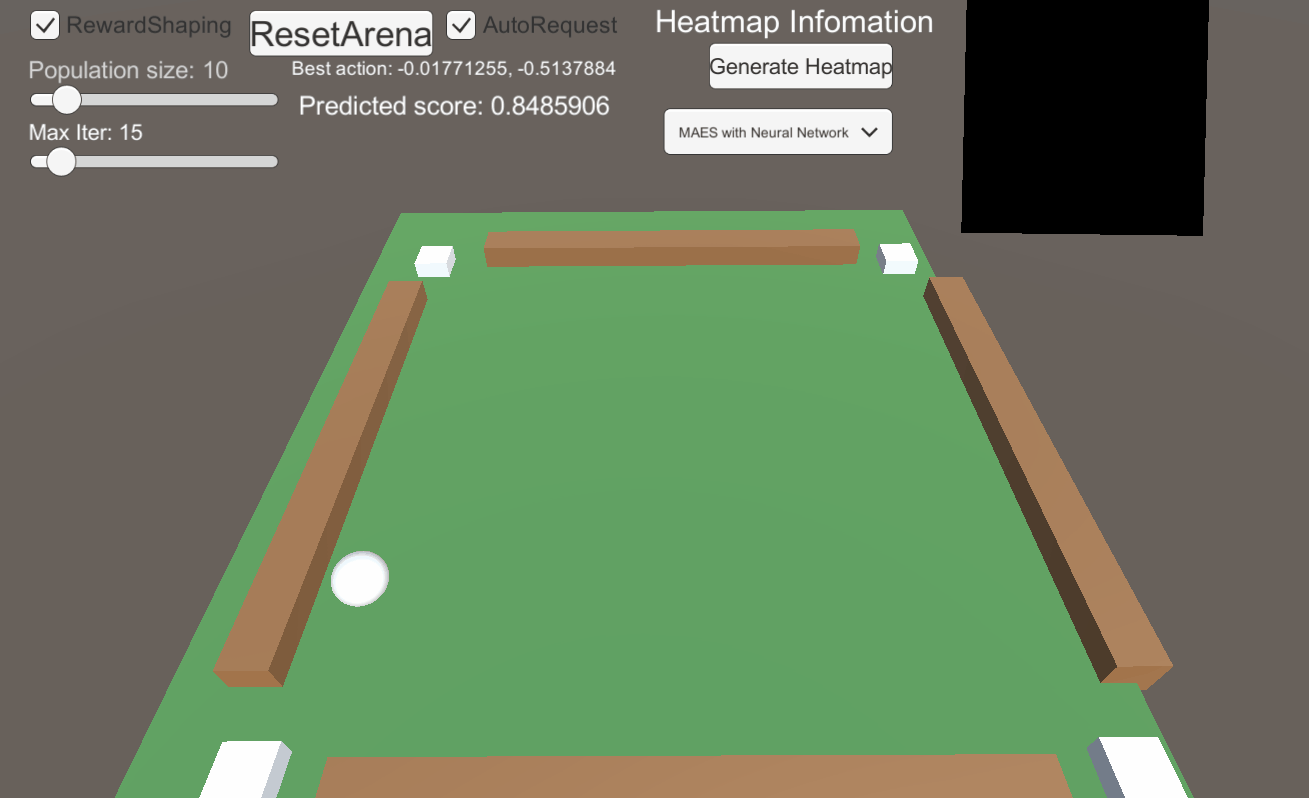 RewardShaping
ResetArena
AutoRequest
Heatmap Infomation
Population size: 10
Best action: -0.01771255, -0.5137884
Generate Heatmap
Predicted score: 0.8485906
Max Iter: 15
MAES with Neural Network